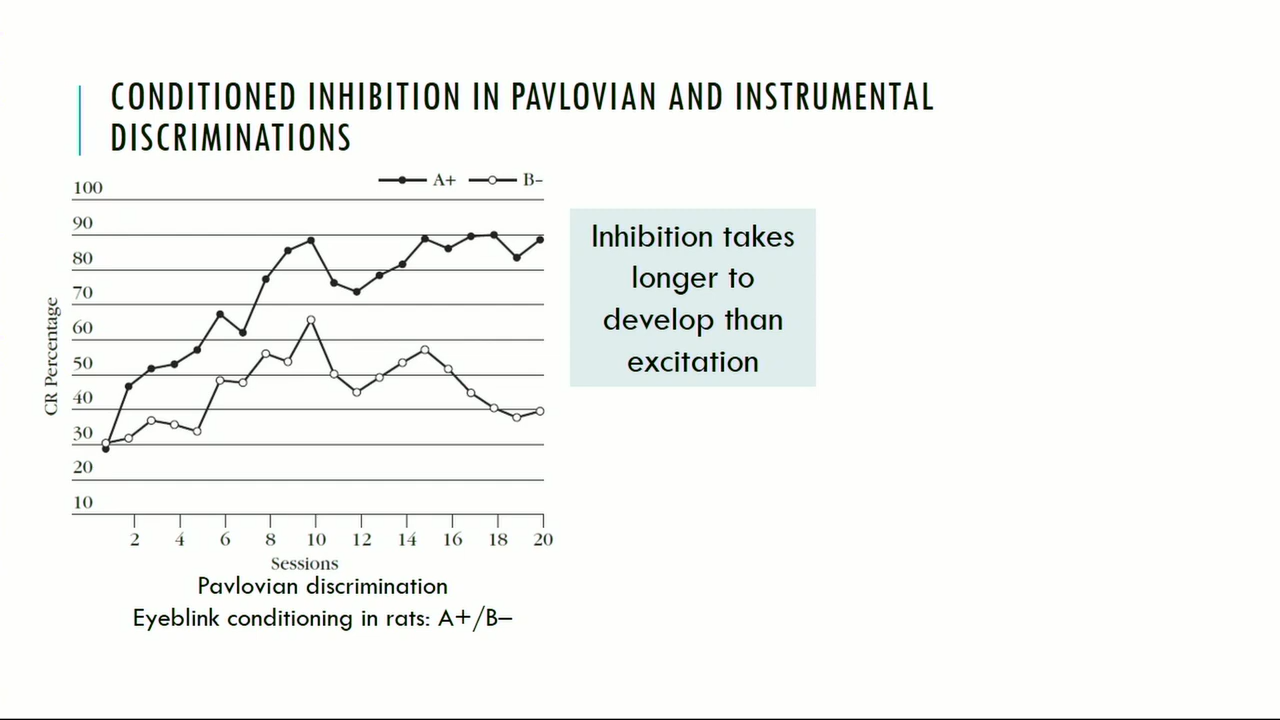 CONDITIONED INHIBITION IN PAVLOVIAN AND INSTRUMENTAL
DISCRIMINATIONS
A+ B–
100
90
80
70
60
50
40
30
20
10
CR Percentage
2 4 6 8 10 12 14 16 18 20
Sessions
Pavlovian discrimination
Eyeblink conditioning in rats: A+/B–
Inhibition takes
longer to
develop than
excitation